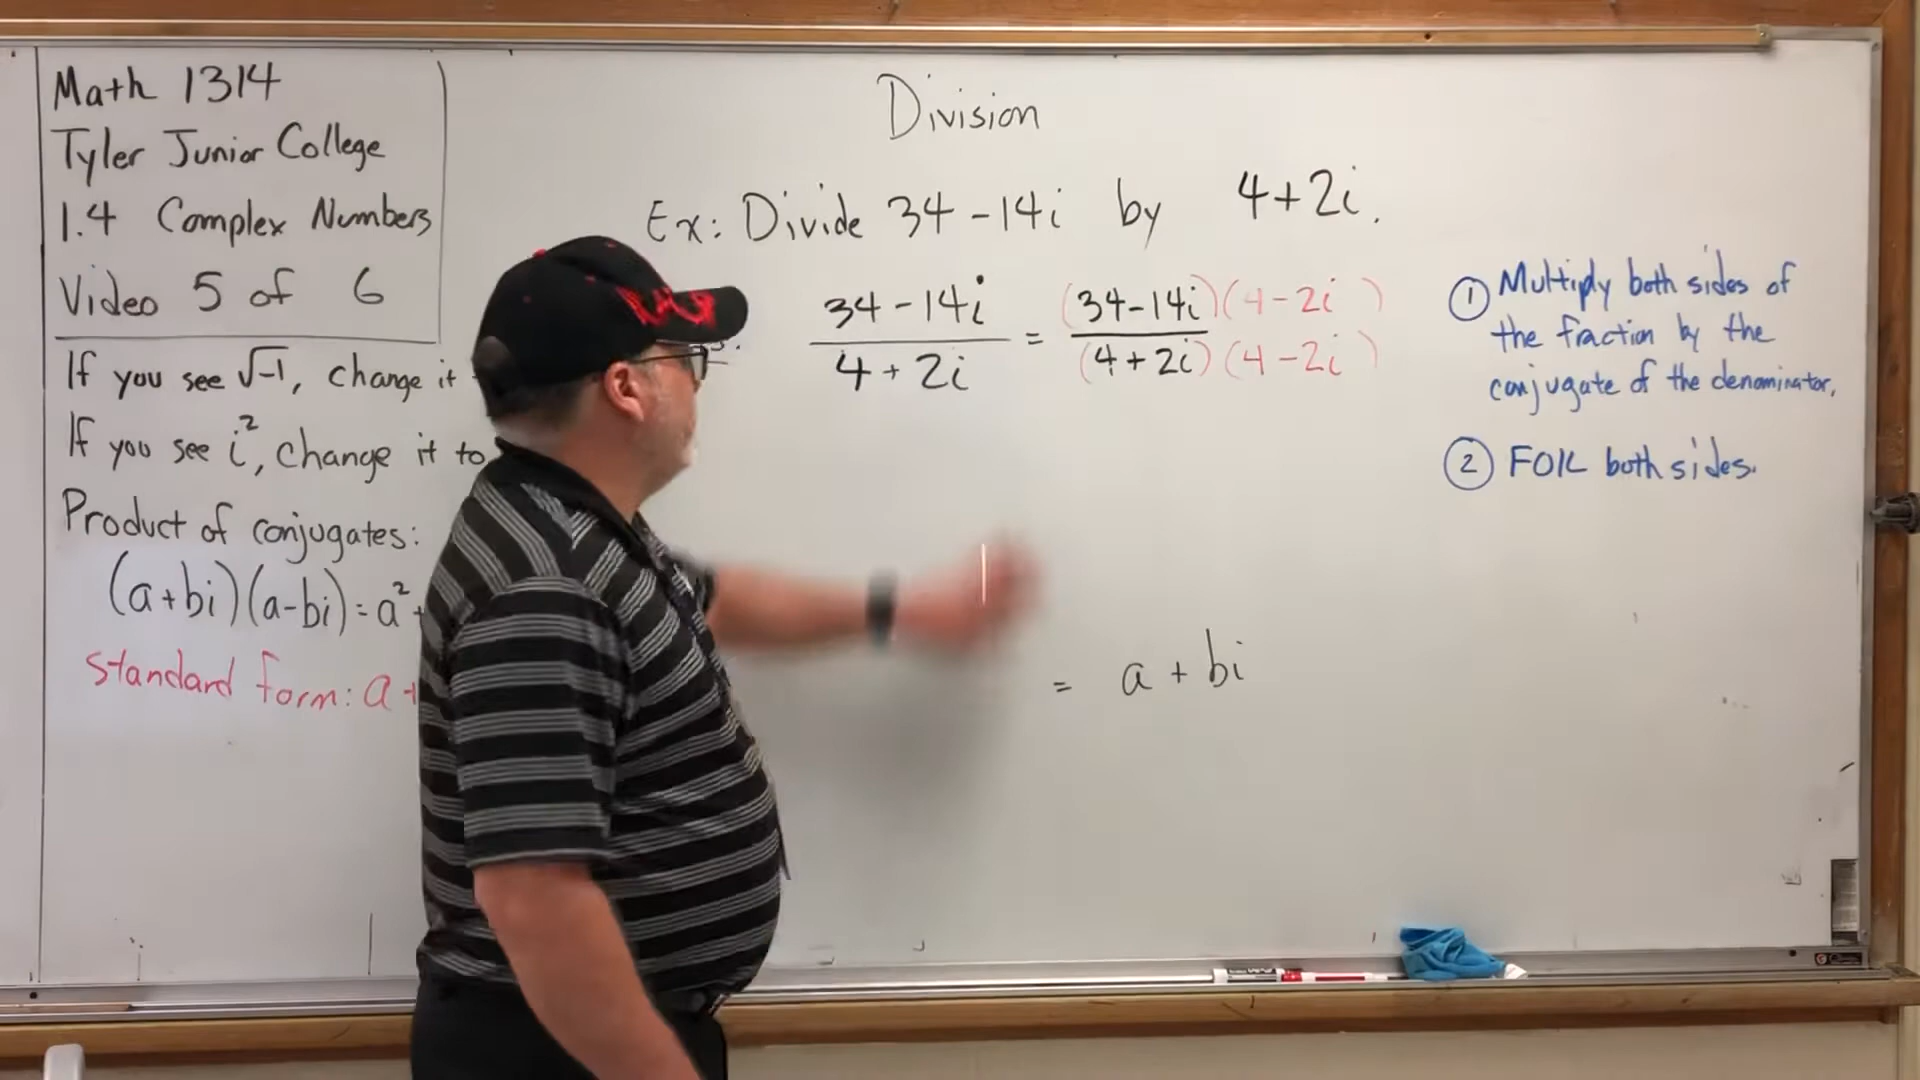 Math 1314
Tyler Junior College
1.4 Complex Numbers
Video 5 of 6
If you see √-1, change it
If you see i², change it to
Product of conjugates:
(a+bi)(a-bi)=a²+
standard form: a +
Division
Ex: Divide 34-14i by 4+2i.
34-14i / 4+2i = (34-14i)(4-2i) / (4+2i)(4-2i)
= a + bi
① Multiply both sides of
the fraction by the
conjugate of the denominator.
② FOIL both sides.